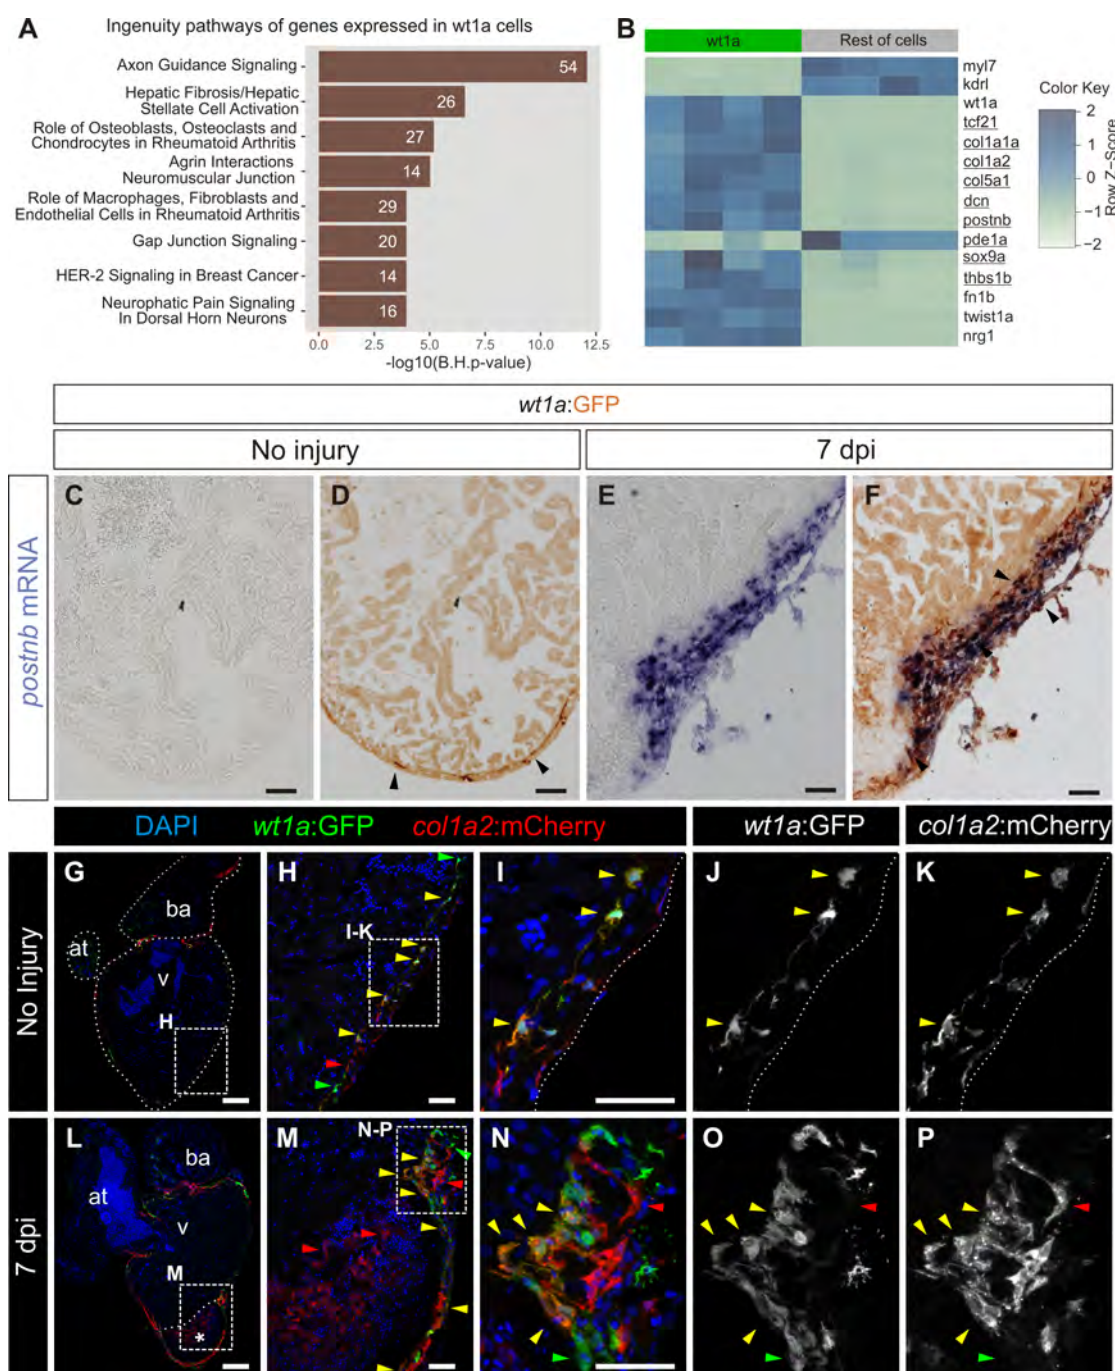 A
Ingenuity pathways of genes expressed in wt1a cells
Axon Guidance Signaling
54
Hepatic Fibrosis/Hepatic
Stellate Cell Activation
26
Role of Osteoblasts, Osteoclasts and
Chondrocytes in Rheumatoid Arthritis
27
Agrin Interactions
Neuromuscular Junction
14
Role of Macrophages, Fibroblasts and
Endothelial Cells in Rheumatoid Arthritis
29
Gap Junction Signaling
20
HER-2 Signaling in Breast Cancer
14
Neurophatic Pain Signaling
In Dorsal Horn Neurons
16
0.0 2.5 5.0 7.5 10.0 12.5
-log10(B.H.p-value)
B
wt1a Rest of cells
myl7
kdrl
wt1a
tcf21
col1a1a
col1a2
col5a1
dcn
postnb
pde1a
sox9a
thbs1b
fn1b
twist1a
nrg1
Color Key
2
1
0
−1
−2
Row Z-Score
wt1a:GFP
No injury 7 dpi
postnb mRNA
C D E F
DAPI wt1a:GFP col1a2:mCherry wt1a:GFP col1a2:mCherry
No Injury
G ba at v H
H I-K
I J K
7 dpi
L ba at v M *
M N-P
N O P